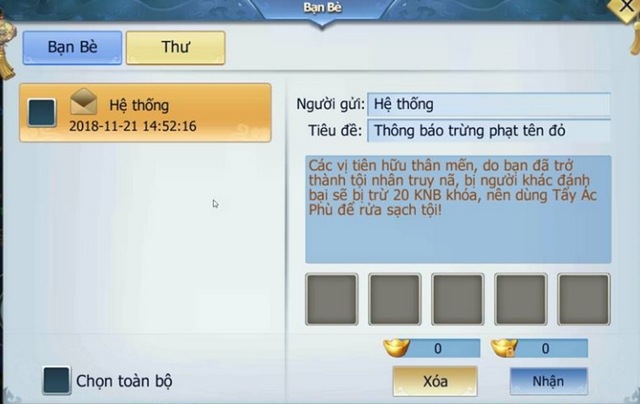 Bạn Bè
Bạn Bè
Thư
Hệ thống
2018-11-21 14:52:16
Người gửi: Hệ thống
Tiêu đề: Thông báo trừng phạt tên đỏ
Các vị tiên hữu thân mến, do bạn đã trở
thành tội nhân truy nã, bị người khác đánh
bại sẽ bị trừ 20 KNB khóa, nên dùng Tẩy Ác
Phù để rửa sạch tội!
0
0
Chọn toàn bộ
Xóa
Nhận